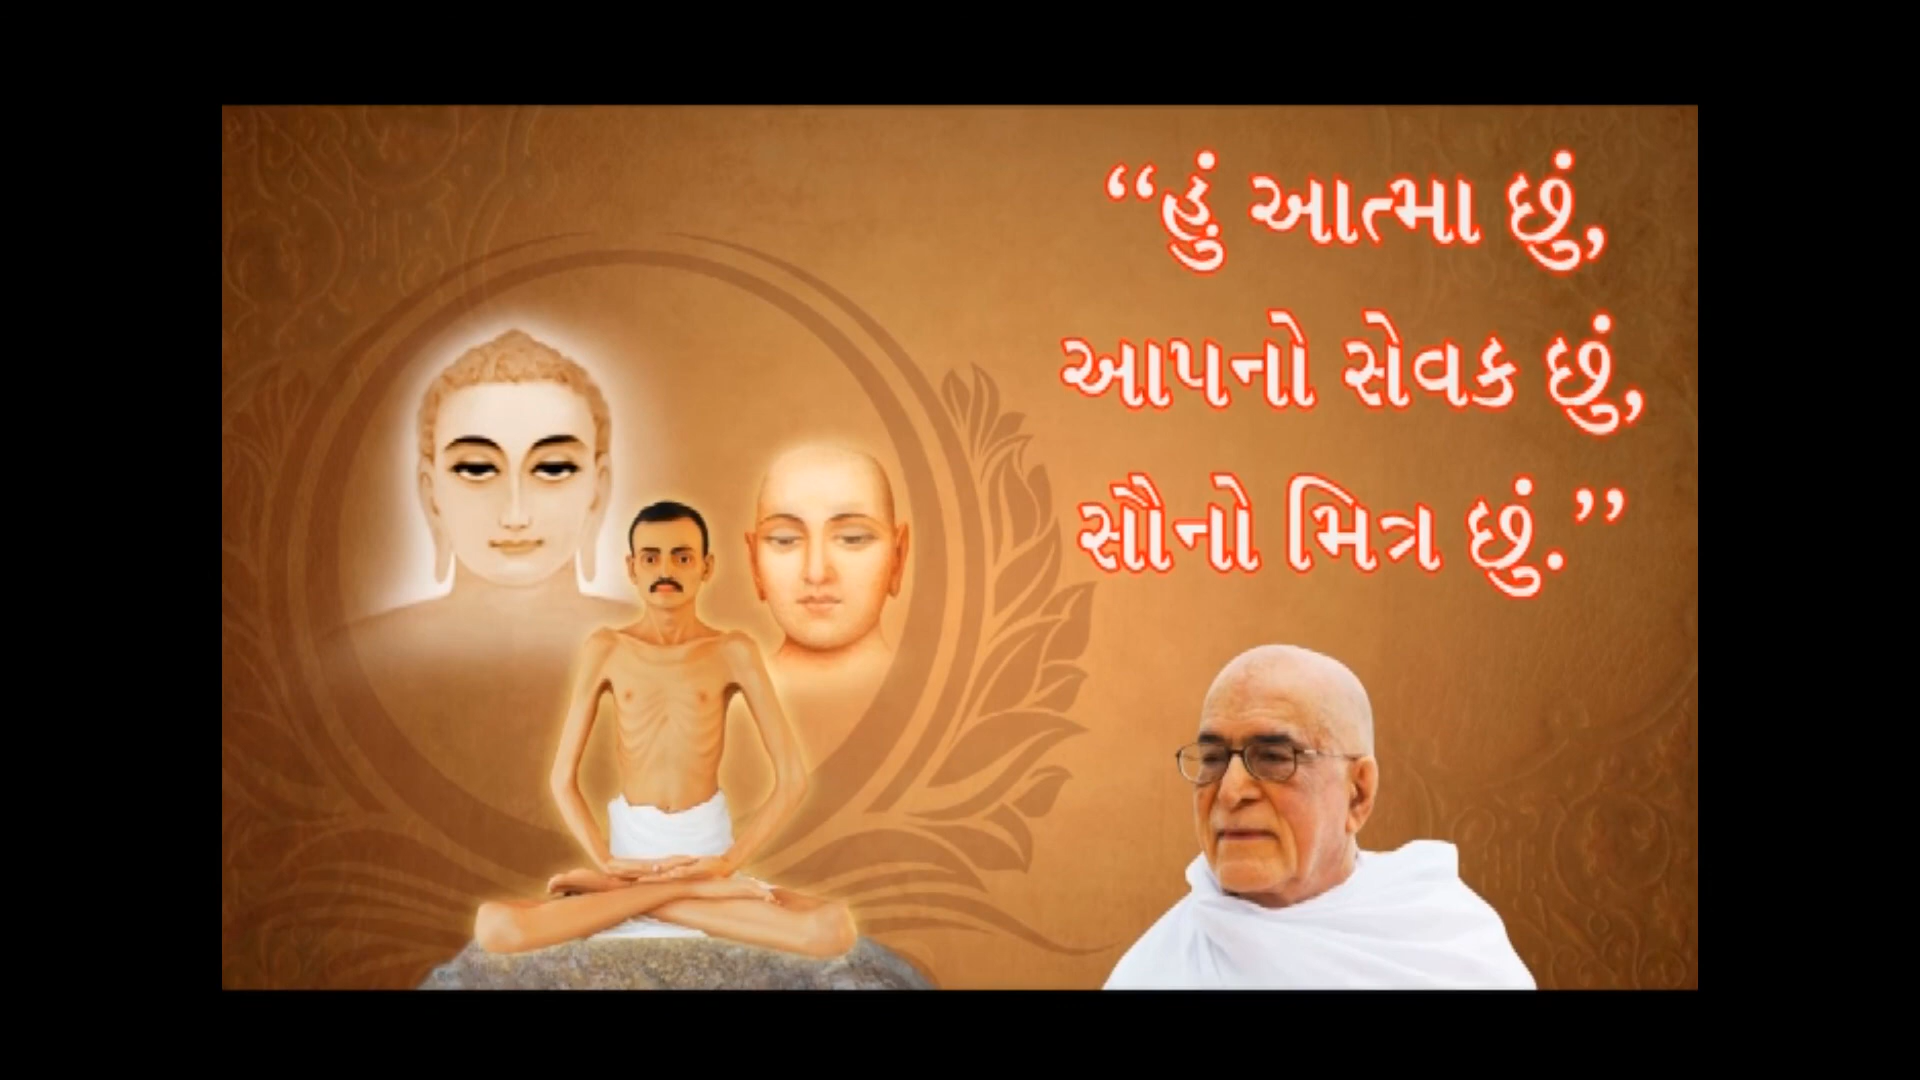 “હું આત્મા છું,
આપનો સેવક છું,
સૌનો મિત્ર છું.”